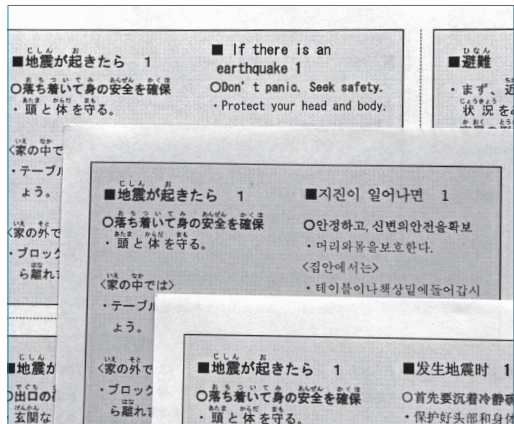 ■地震が起きたら 1
○落ち着いて身の安全を確保
・頭と体を守る。
〈家の中で
・テーブ
よう。
〈家の外で
・ブロック
ら離れ
■ If there is an
earthquake 1
○Don't panic. Seek safety.
・Protect your head and body.
■避難
・まず、近
状況を
■地震が
○出口の
玄関な
■地震が起きたら 1
○落ち着いて身の安全を確保
・頭と体を守る。
〈家の中では〉
・テーブル
よう。
〈家の外で
・ブロック
ら離れ
■지진이 일어나면 1
○안정하고, 신변의안전을확보
・머리와몸을보호한다.
<집안에서는>
・테이블이나책상밑에들어갑시
■地震が起きたら 1
○落ち着いて身の安全を確保
・頭と体を守る。
■发生地震时 1
○首先要沉着冷静
・保护好头部和身体